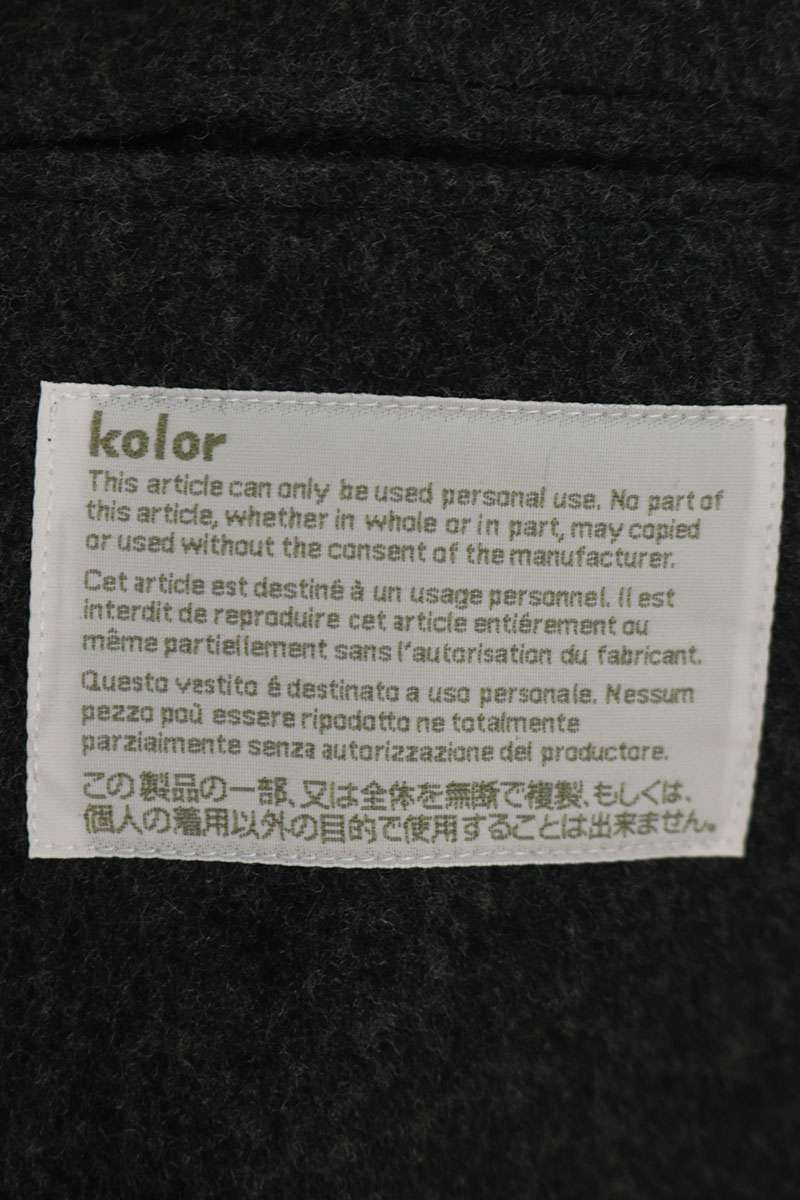 kolor
This article can only be used personal use. No part of
this article, whether in whole or in part, may copied
or used without the consent of the manufacturer.
Cet article est destiné à un usage personnel. Il est
interdit de reproduire cet article entiérement ou
même partiellement sans l'autorisation du fabricant.
Questo vestito é destinato a uso personale. Nessum
pezzo poù essere ripodotto ne totalmente
parzialmente senza autorizzazione del productore.
この製品の一部、又は全体を無断で複製、もしくは、
個人の着用以外の目的で使用することは出来ません。